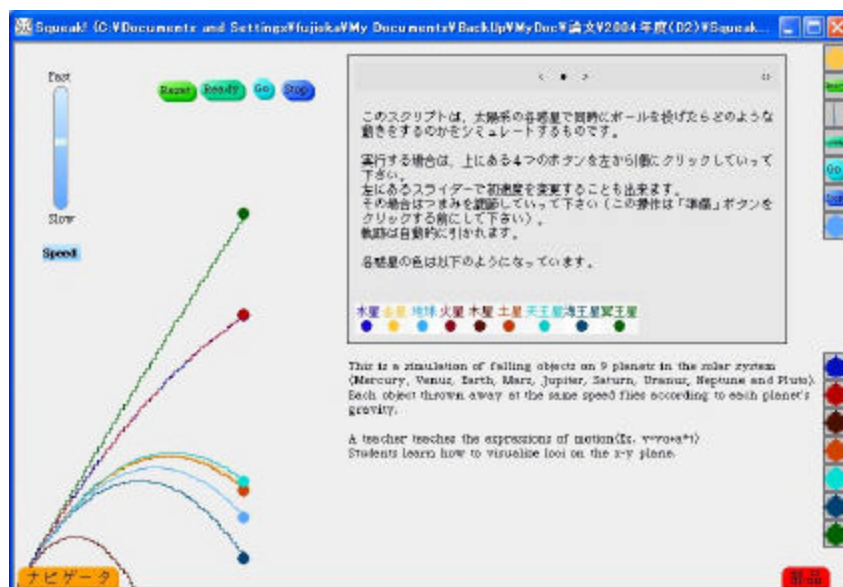 Squeak! (C:¥Documents and Settings¥fujioka¥My Documents¥BackUp¥MyDoc¥論文¥2004年度(D2)¥Squeak...
Fast
Reset Ready Go Stop
< ● >
このスクリプトは、太陽系の各惑星で同時にボールを投げたらどのような
動きをするのかをシミュレートするものです。
実行する場合は、上にある4つのボタンを左から順にクリックしていって
下さい。
左にあるスライダーで初速度を変更することも出来ます。
その場合はつまみを調節していって下さい（この操作は「準備」ボタンを
クリックする前にして下さい）。
軌跡は自動的に引かれます。
各惑星の色は以下のようになっています。
Slow
Speed
水星 金星 地球 火星 木星 土星 天王星 海王星 冥王星
This is a simulation of falling objects on 9 planets in the solar system
(Mercury, Venus, Earth, Mars, Jupiter, Saturn, Uranus, Neptune and Pluto).
Each object thrown away at the same speed flies according to each planet's
gravity.
A teacher teaches the expressions of motion(Ex. v=vo+a*t)
Students learn how to visualize loci on the x-y plane.
Go
ナビゲータ
部品